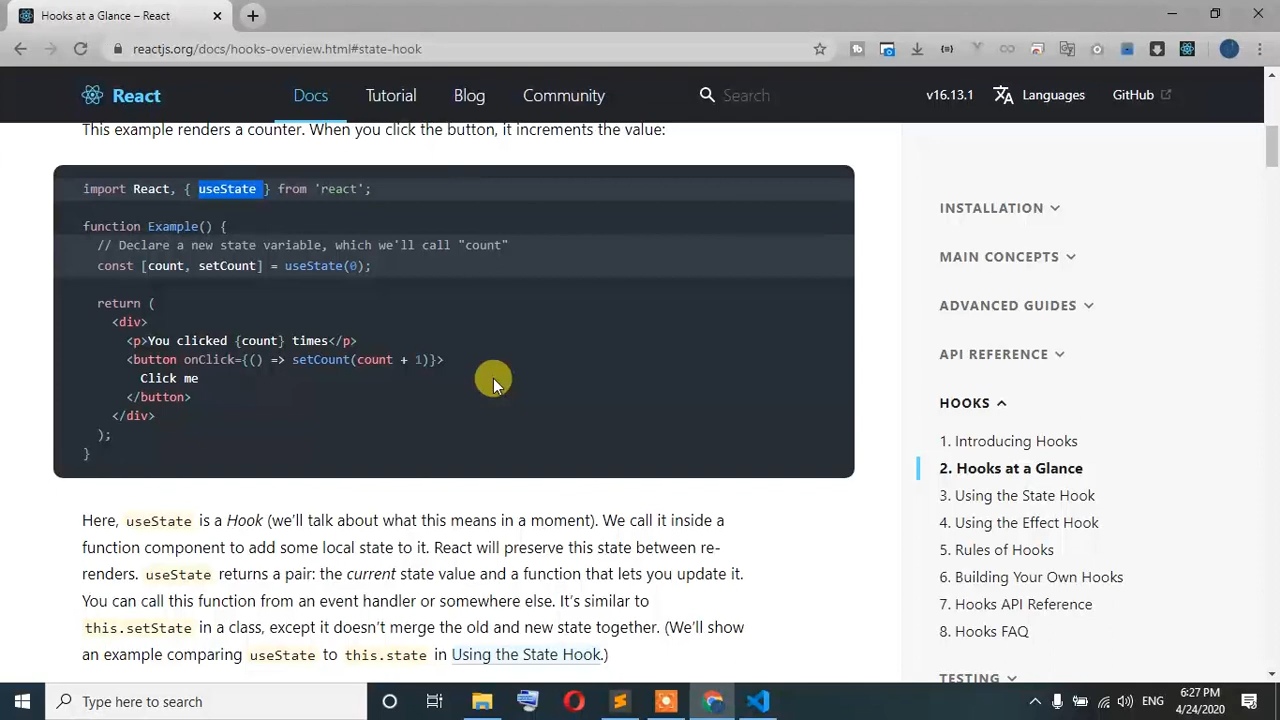 Hooks at a Glance – React
reactjs.org/docs/hooks-overview.html#state-hook
React
Docs
Tutorial
Blog
Community
Search
v16.13.1
Languages
GitHub
This example renders a counter. When you click the button, it increments the value:
import React, { useState } from 'react';
function Example() {
// Declare a new state variable, which we'll call "count"
const [count, setCount] = useState(0);
return (
<div>
<p>You clicked {count} times</p>
<button onClick={() => setCount(count + 1)}>
Click me
</button>
</div>
);
}
Here, useState is a Hook (we'll talk about what this means in a moment). We call it inside a
function component to add some local state to it. React will preserve this state between re-
renders. useState returns a pair: the current state value and a function that lets you update it.
You can call this function from an event handler or somewhere else. It's similar to
this.setState in a class, except it doesn't merge the old and new state together. (We'll show
an example comparing useState to this.state in Using the State Hook.)
INSTALLATION
MAIN CONCEPTS
ADVANCED GUIDES
API REFERENCE
HOOKS
1. Introducing Hooks
2. Hooks at a Glance
3. Using the State Hook
4. Using the Effect Hook
5. Rules of Hooks
6. Building Your Own Hooks
7. Hooks API Reference
8. Hooks FAQ
TESTING
Type here to search
ENG
6:27 PM
4/24/2020